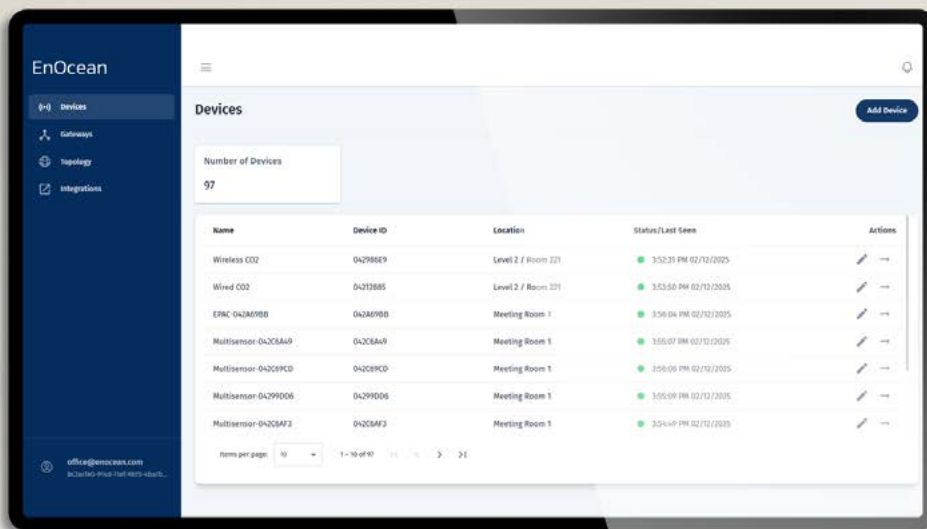 EnOcean
Devices
Gateways
Topology
Integrations
office@enocean.com
Devices
Add Device
Number of Devices
97
Name Device ID Location Status/Last Seen Actions
Wireless CO2 042986E9 Level 2 / Room 221 3:52:31 PM 02/12/2025
Wired CO2 04212885 Level 2 / Room 221 3:53:50 PM 02/12/2025
EPAC-042A69BB 042A69BB Meeting Room 1 3:56:04 PM 02/12/2025
Multisensor-042C6A49 042C6A49 Meeting Room 1 3:55:07 PM 02/12/2025
Multisensor-042C69CD 042C69CD Meeting Room 1 3:56:00 PM 02/12/2025
Multisensor-04299DD6 04299DD6 Meeting Room 1 3:55:09 PM 02/12/2025
Multisensor-042C6AF3 042C6AF3 Meeting Room 1 3:54:49 PM 02/12/2025
Items per page: 10 1 – 10 of 97